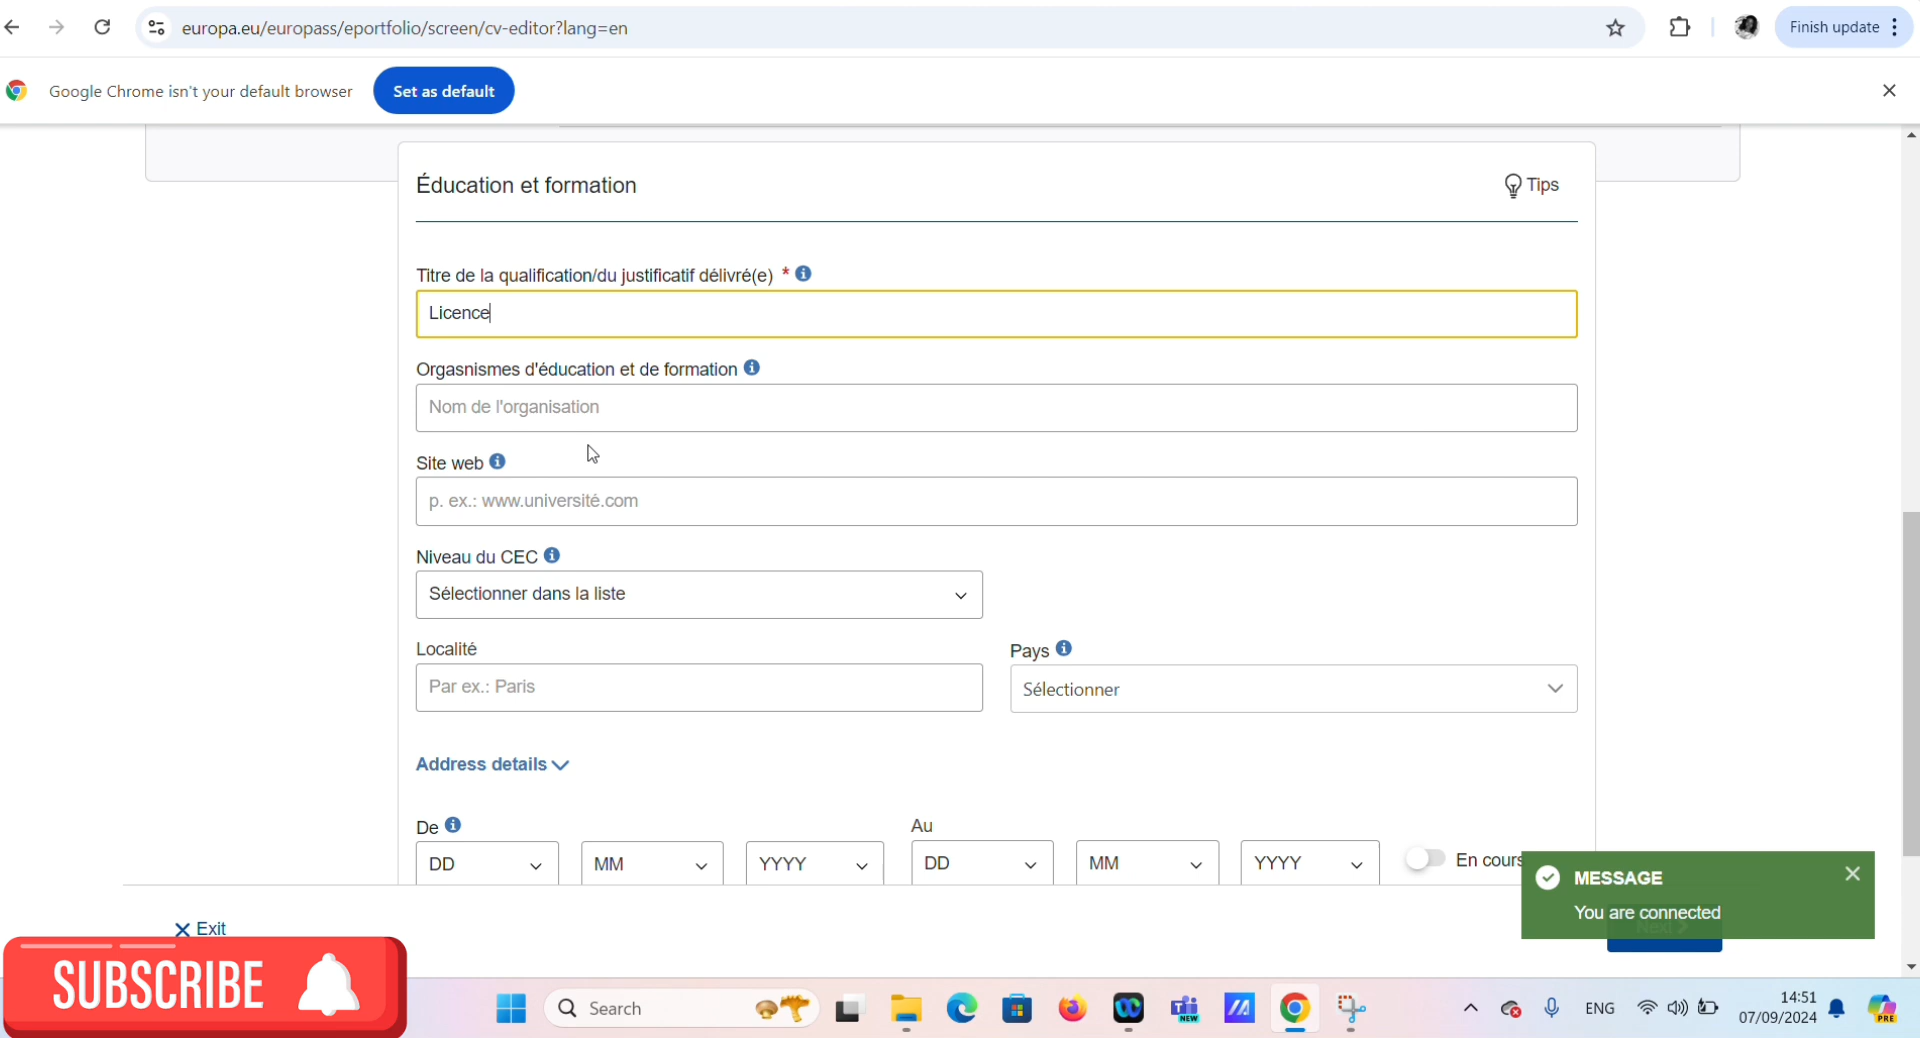 europa.eu/europass/eportfolio/screen/cv-editor?lang=en
Finish update
Google Chrome isn't your default browser
Set as default
Éducation et formation
Tips
Titre de la qualification/du justificatif délivré(e) *
Licence
Orgasnismes d'éducation et de formation
Nom de l'organisation
Site web
p. ex.: www.université.com
Niveau du CEC
Sélectionner dans la liste
Localité
Pays
Par ex.: Paris
Sélectionner
Address details
De
Au
DD
MM
YYYY
DD
MM
YYYY
En cours
MESSAGE
You are connected
Next
Exit
SUBSCRIBE
Search
NEW
ENG
14:51
07/09/2024
PRE